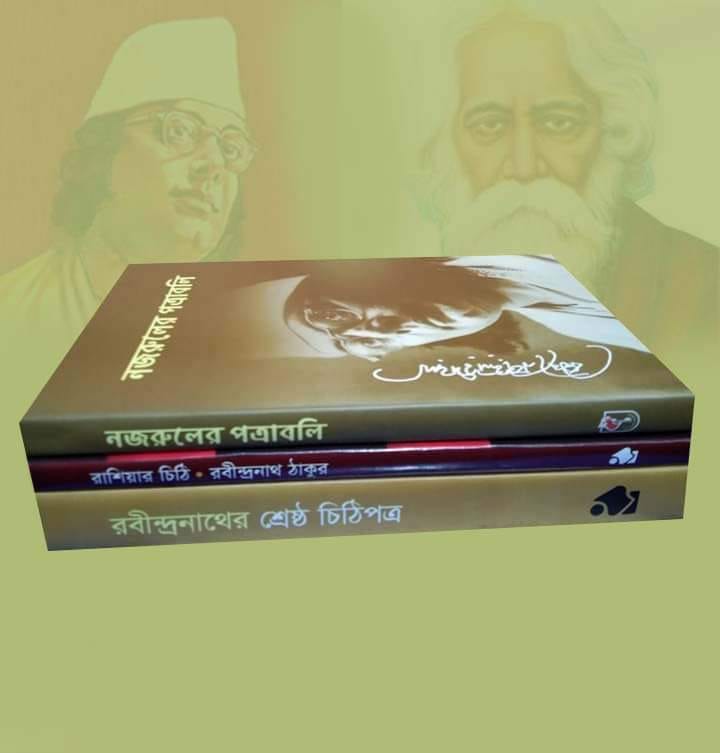 নজরুলের পত্রাবলি
নজরুলের পত্রাবলি
রাশিয়ার চিঠি • রবীন্দ্রনাথ ঠাকুর
রবীন্দ্রনাথের শ্রেষ্ঠ চিঠিপত্র